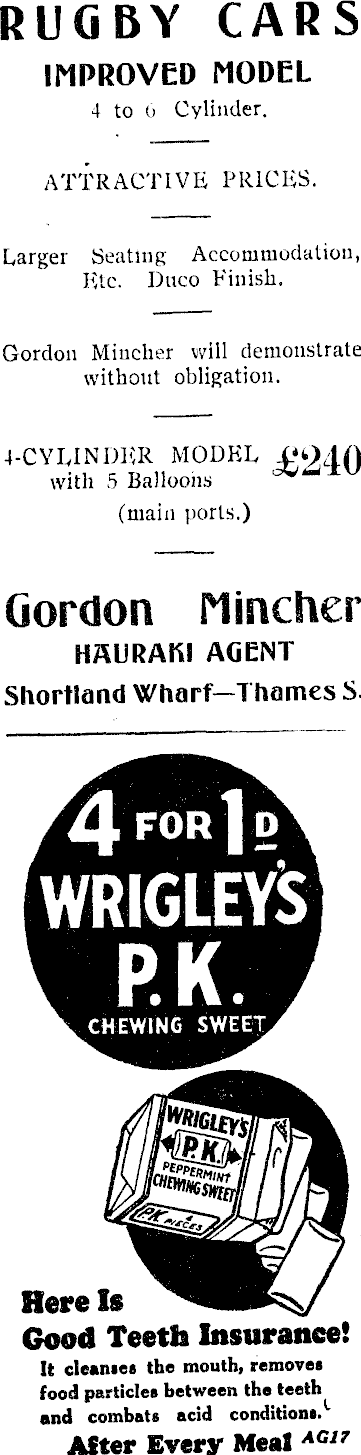 RUGBY CARS
IMPROVED MODEL
4 to 6 Cylinder.
ATTRACTIVE PRICES.
Larger Seating Accommodation,
Etc. Duco Finish.
Gordon Mincher will demonstrate
without obligation.
4-CYLINDER MODEL £240
with 5 Balloons
(main ports.)
Gordon Mincher
HAURAKI AGENT
Shortland Wharf—Thames S.
4 FOR 1D
WRIGLEY'S
P.K.
CHEWING SWEET
WRIGLEY'S
P.K.
PEPPERMINT
CHEWING SWEET
P.K. 4 PIECES
Here Is
Good Teeth Insurance!
It cleanses the mouth, removes
food particles between the teeth
and combats acid conditions.
After Every Meal AG17